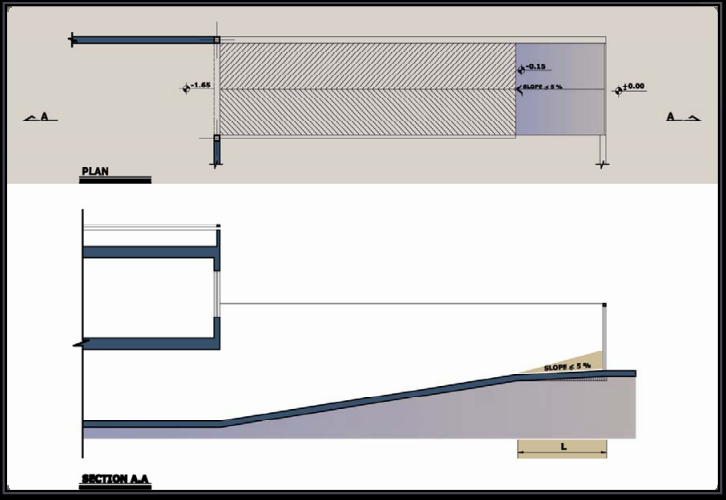 -1.65
-0.15
SLOPE ≤ 5 %
±0.00
A
A
PLAN
SLOPE ≤ 5 %
L
SECTION A.A